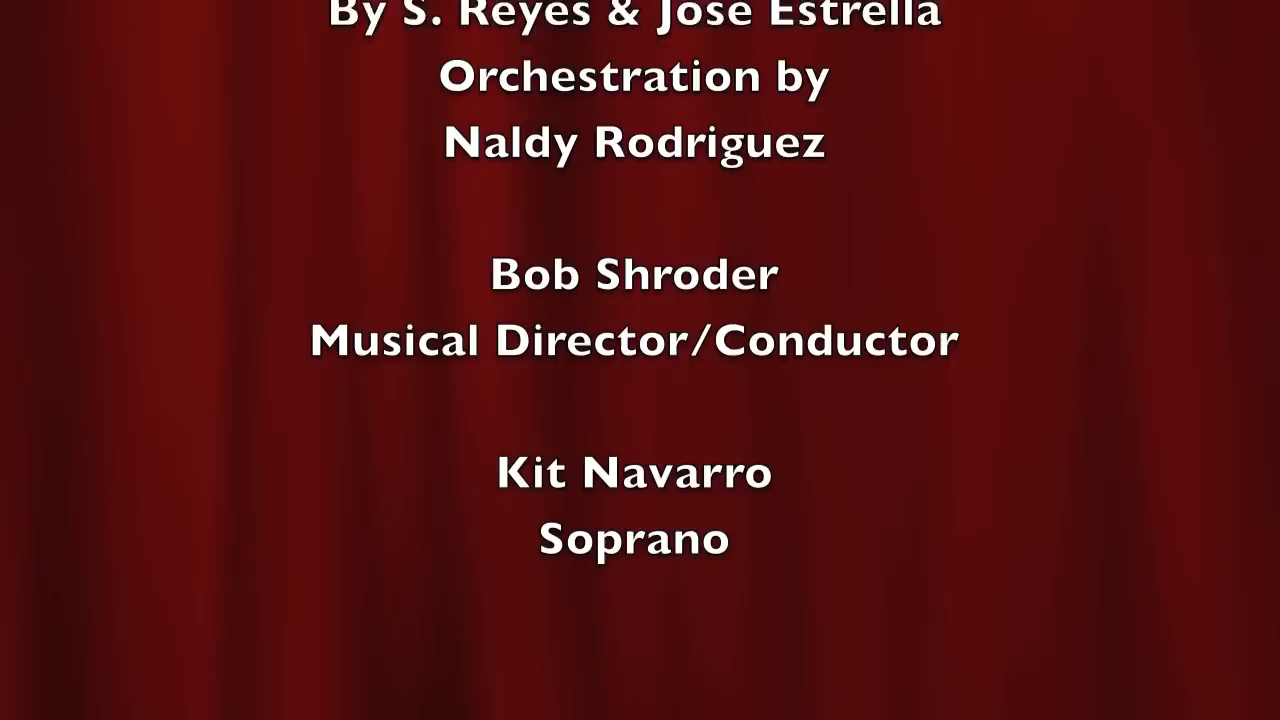 By S. Reyes & Jose Estrella
Orchestration by
Naldy Rodriguez
Bob Shroder
Musical Director/Conductor
Kit Navarro
Soprano